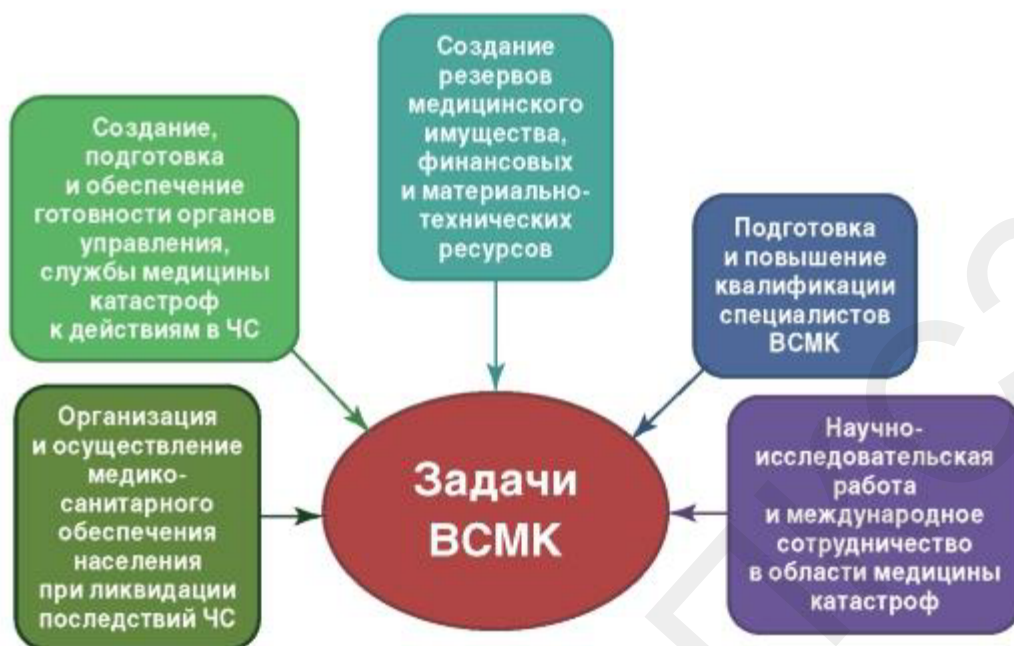 Создание
резервов
медицинского
имущества,
финансовых
и материально-
технических
ресурсов
Создание,
подготовка
и обеспечение
готовности органов
управления,
службы медицины
катастроф
к действиям в ЧС
Подготовка
и повышение
квалификации
специалистов
ВСМК
Организация
и осуществление
медико-
санитарного
обеспечения
населения
при ликвидации
последствий ЧС
Задачи
ВСМК
Научно-
исследовательская
работа
и международное
сотрудничество
в области медицины
катастроф